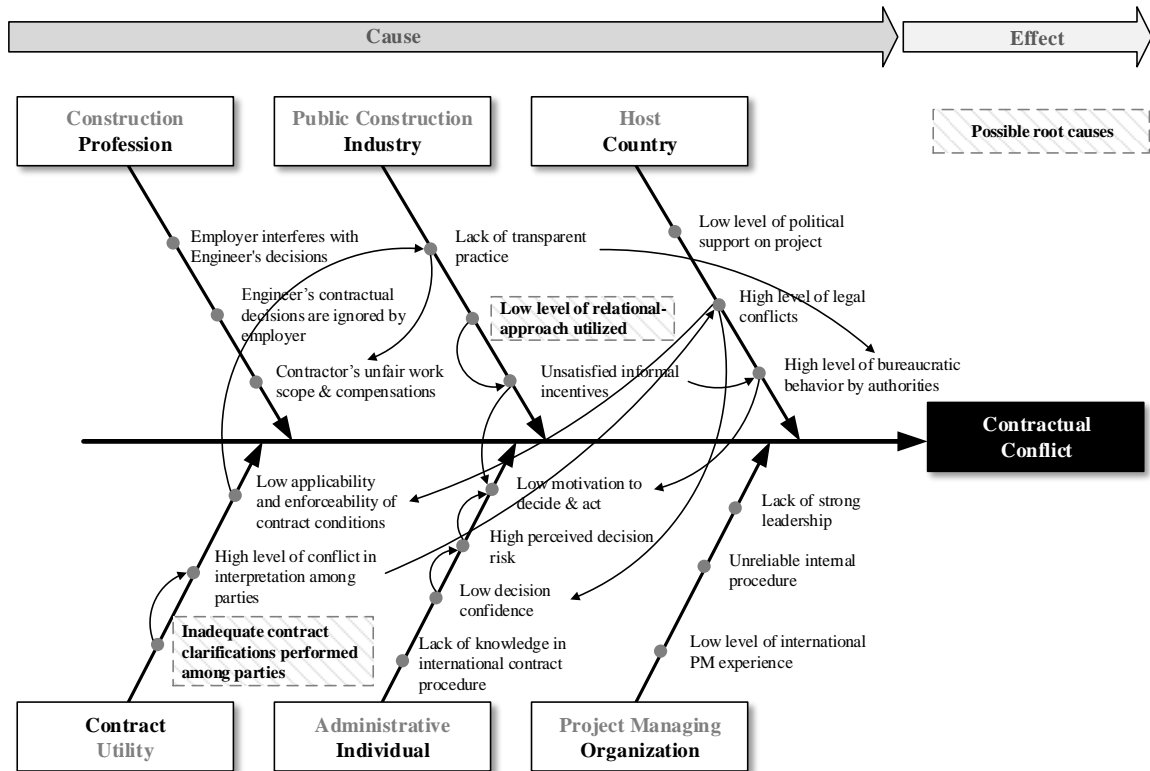 Cause
Effect
Construction
Profession
Public Construction
Industry
Host
Country
Possible root causes
Employer interferes with
Engineer's decisions
Engineer’s contractual
decisions are ignored by
employer
Contractor’s unfair work
scope & compensations
Lack of transparent
practice
Low level of relational-
approach utilized
Unsatisfied informal
incentives
Low level of political
support on project
High level of legal
conflicts
High level of bureaucratic
behavior by authorities
Contractual
Conflict
Low applicability
and enforceability of
contract conditions
High level of conflict in
interpretation among
parties
Inadequate contract
clarifications performed
among parties
Low motivation to
decide & act
High perceived decision
risk
Low decision
confidence
Lack of knowledge in
international contract
procedure
Lack of strong
leadership
Unreliable internal
procedure
Low level of international
PM experience
Contract
Utility
Administrative
Individual
Project Managing
Organization